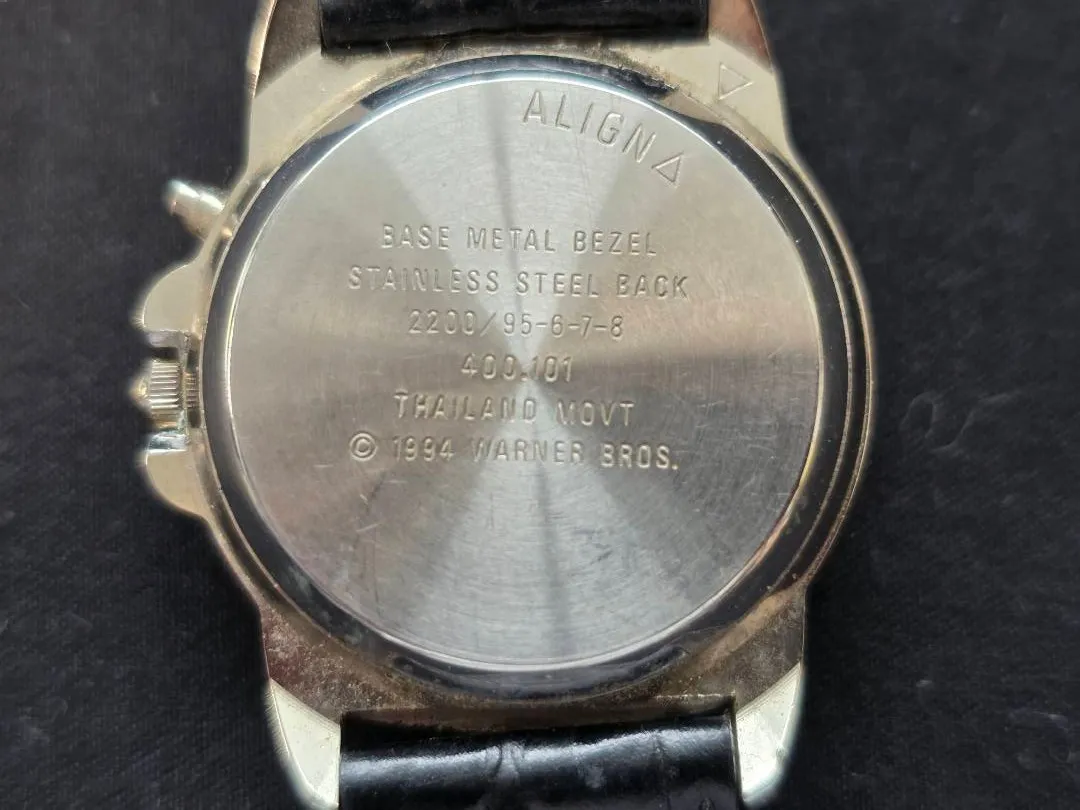 ALIGN △
BASE METAL BEZEL
STAINLESS STEEL BACK
2200/95-6-7-8
400.101
THAILAND MOVT
© 1994 WARNER BROS.